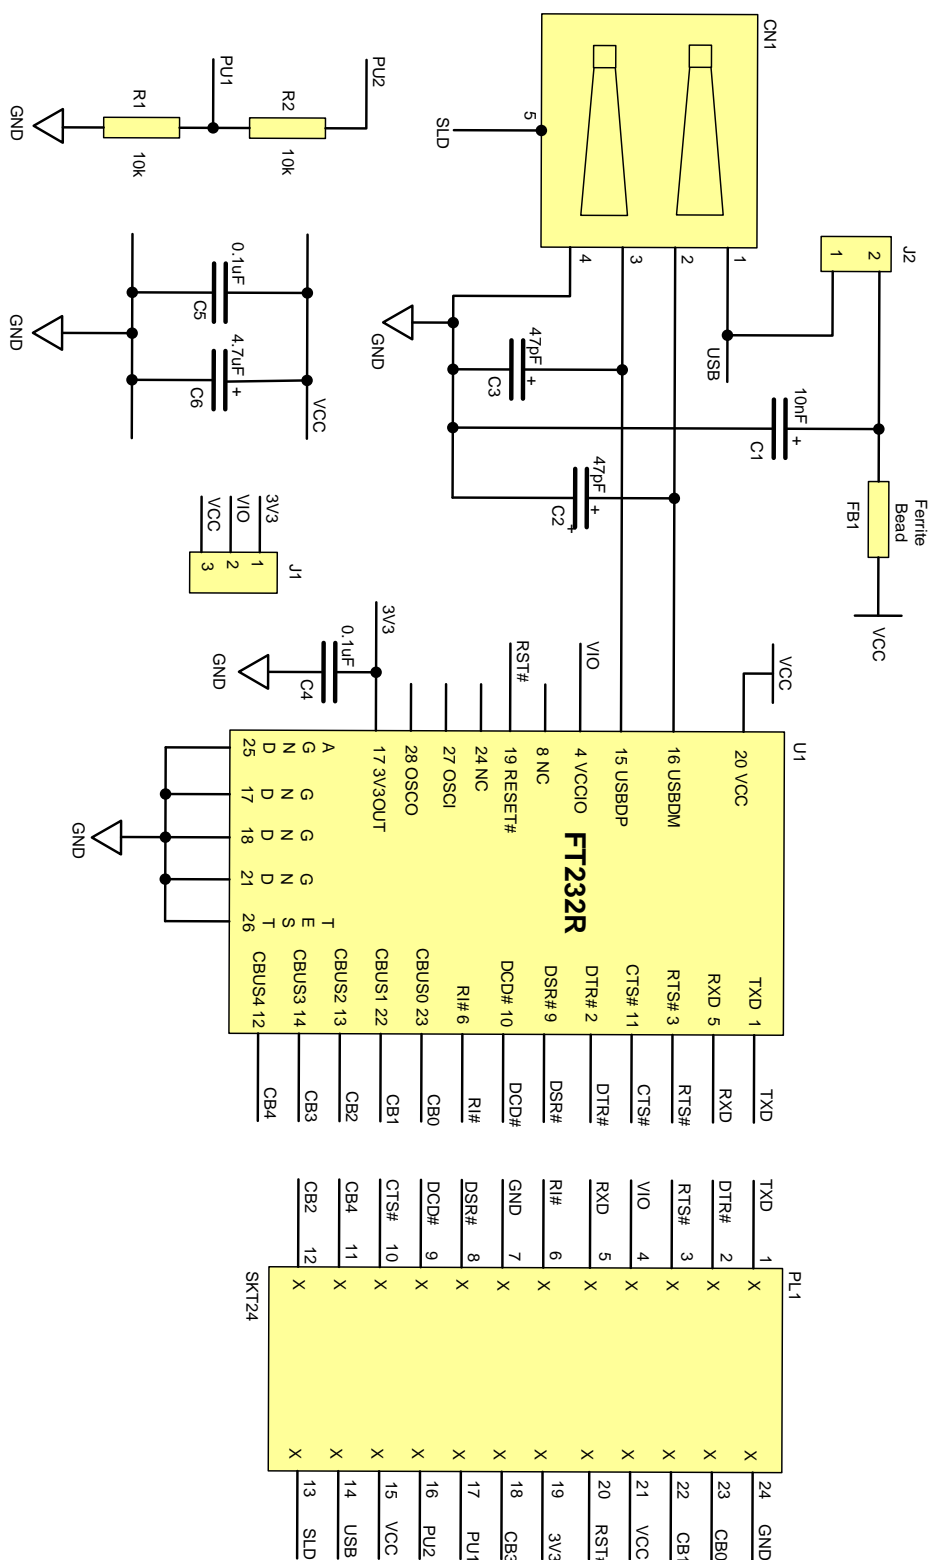 CN1
5
SLD
4
3
2
1
J2
1
2
USB
GND
47pF
+
C3
10nF
+
C1
47pF
+
C2
+
Ferrite
Bead
FB1
VCC
PU2
PU1
R1
10k
R2
10k
GND
0.1uF
C5
4.7uF
+
C6
VCC
GND
3V3
VIO
VCC
1
2
3
J1
3V3
0.1uF
C4
GND
VIO
RST#
VCC
U1
20 VCC
16 USBDM
15 USBDP
4 VCCIO
8 NC
19 RESET#
24 NC
27 OSCI
28 OSCO
17 3V3OUT
FT232R
A
G
N
D
25
G
N
D
17
G
N
D
18
G
N
D
21
T
E
S
T
26
GND
TXD 1
RXD 5
RTS# 3
CTS# 11
DTR# 2
DSR# 9
DCD# 10
RI# 6
CBUS0 23
CBUS1 22
CBUS2 13
CBUS3 14
CBUS4 12
TXD
RXD
RTS#
CTS#
DTR#
DSR#
DCD#
RI#
CB0
CB1
CB2
CB3
CB4
PL1
TXD 1 X
DTR# 2 X
RTS# 3 X
VIO 4 X
RXD 5 X
RI# 6 X
GND 7 X
DSR# 8 X
DCD# 9 X
CTS# 10 X
CB4 11 X
CB2 12 X
SKT24
X 24 GND
X 23 CB0
X 22 CB1
X 21 VCC
X 20 RST#
X 19 3V3
X 18 CB3
X 17 PU1
X 16 PU2
X 15 VCC
X 14 USB
X 13 SLD